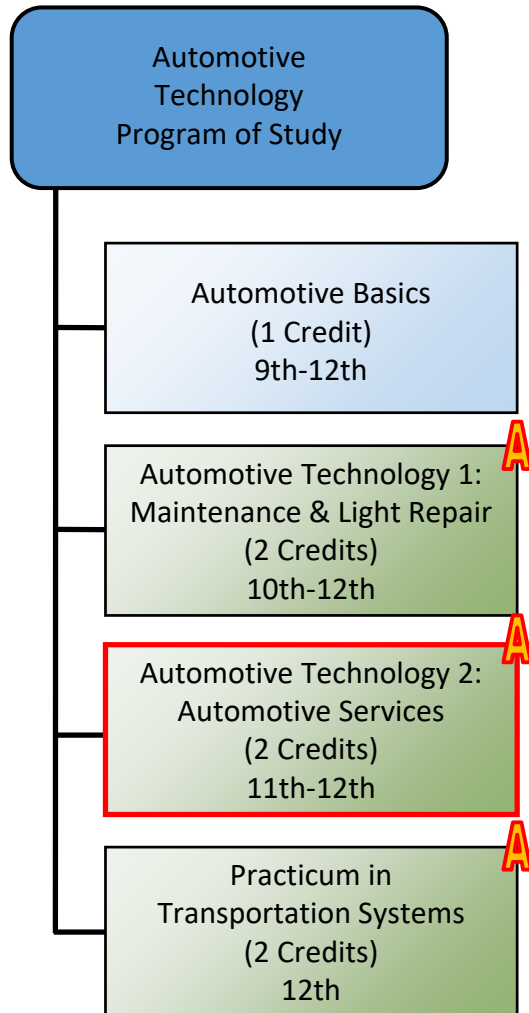 Automotive
Technology
Program of Study
Automotive Basics
(1 Credit)
9th-12th
A
Automotive Technology 1:
Maintenance & Light Repair
(2 Credits)
10th-12th
A
Automotive Technology 2:
Automotive Services
(2 Credits)
11th-12th
A
Practicum in
Transportation Systems
(2 Credits)
12th